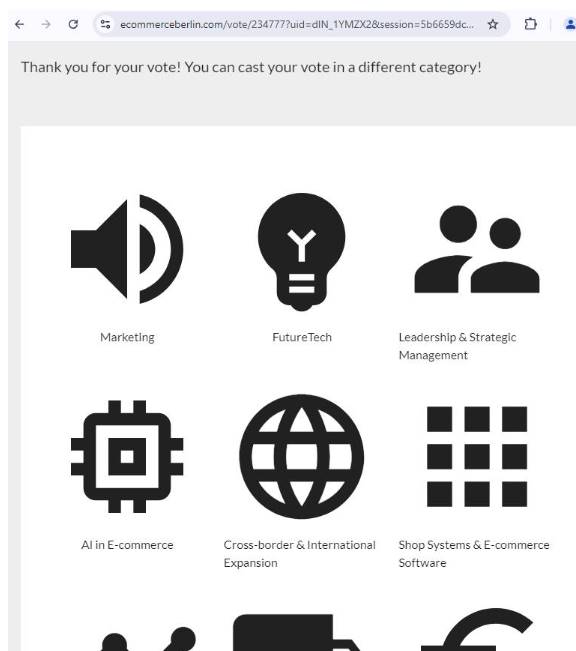 ecommerceberlin.com/vote/234777?uid=dIN_1YMZX2&session=5b6659dc...
Thank you for your vote! You can cast your vote in a different category!
Marketing
FutureTech
Leadership & Strategic
Management
AI in E-commerce
Cross-border & International
Expansion
Shop Systems & E-commerce
Software